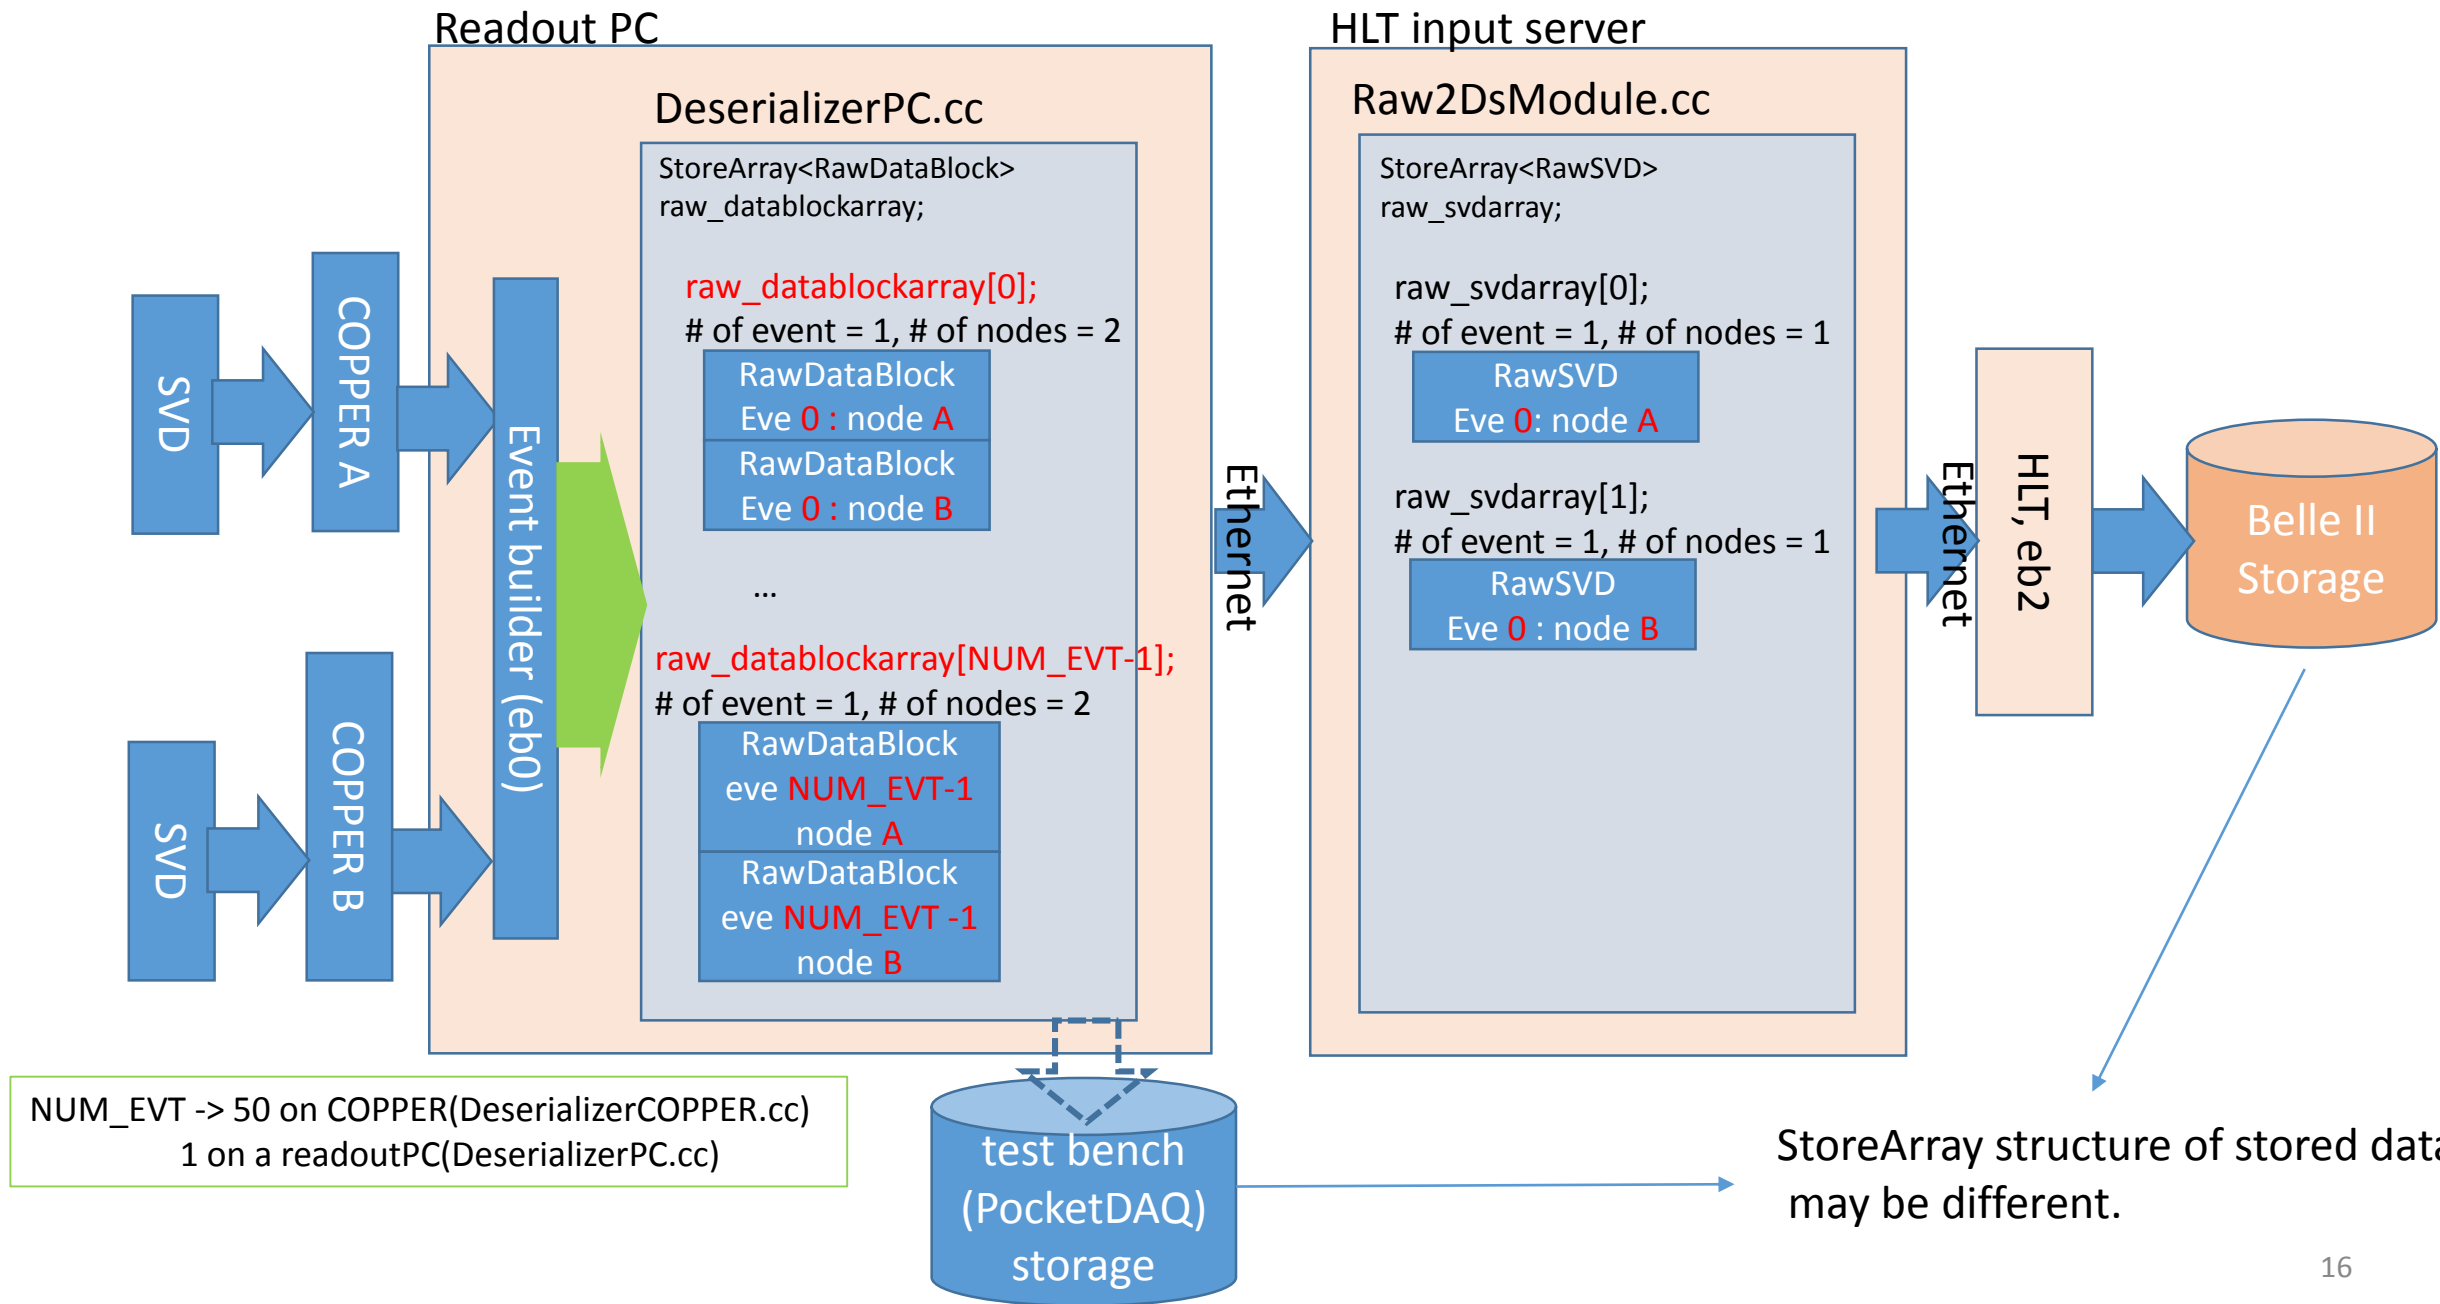 Readout PC
HLT input server
DeserializerPC.cc
Raw2DsModule.cc
SVD
COPPER A
SVD
COPPER B
Event builder (eb0)
StoreArray<RawDataBlock>
raw_datablockarray;
raw_datablockarray[0];
# of event = 1, # of nodes = 2
RawDataBlock
Eve 0 : node A
RawDataBlock
Eve 0 : node B
...
raw_datablockarray[NUM_EVT-1];
# of event = 1, # of nodes = 2
RawDataBlock
eve NUM_EVT-1
node A
RawDataBlock
eve NUM_EVT -1
node B
Ethernet
StoreArray<RawSVD>
raw_svdarray;
raw_svdarray[0];
# of event = 1, # of nodes = 1
RawSVD
Eve 0: node A
raw_svdarray[1];
# of event = 1, # of nodes = 1
RawSVD
Eve 0 : node B
Ethernet
HLT, eb2
Belle II
Storage
NUM_EVT -> 50 on COPPER(DeserializerCOPPER.cc)
1 on a readoutPC(DeserializerPC.cc)
test bench
(PocketDAQ)
storage
StoreArray structure of stored data
may be different.
16